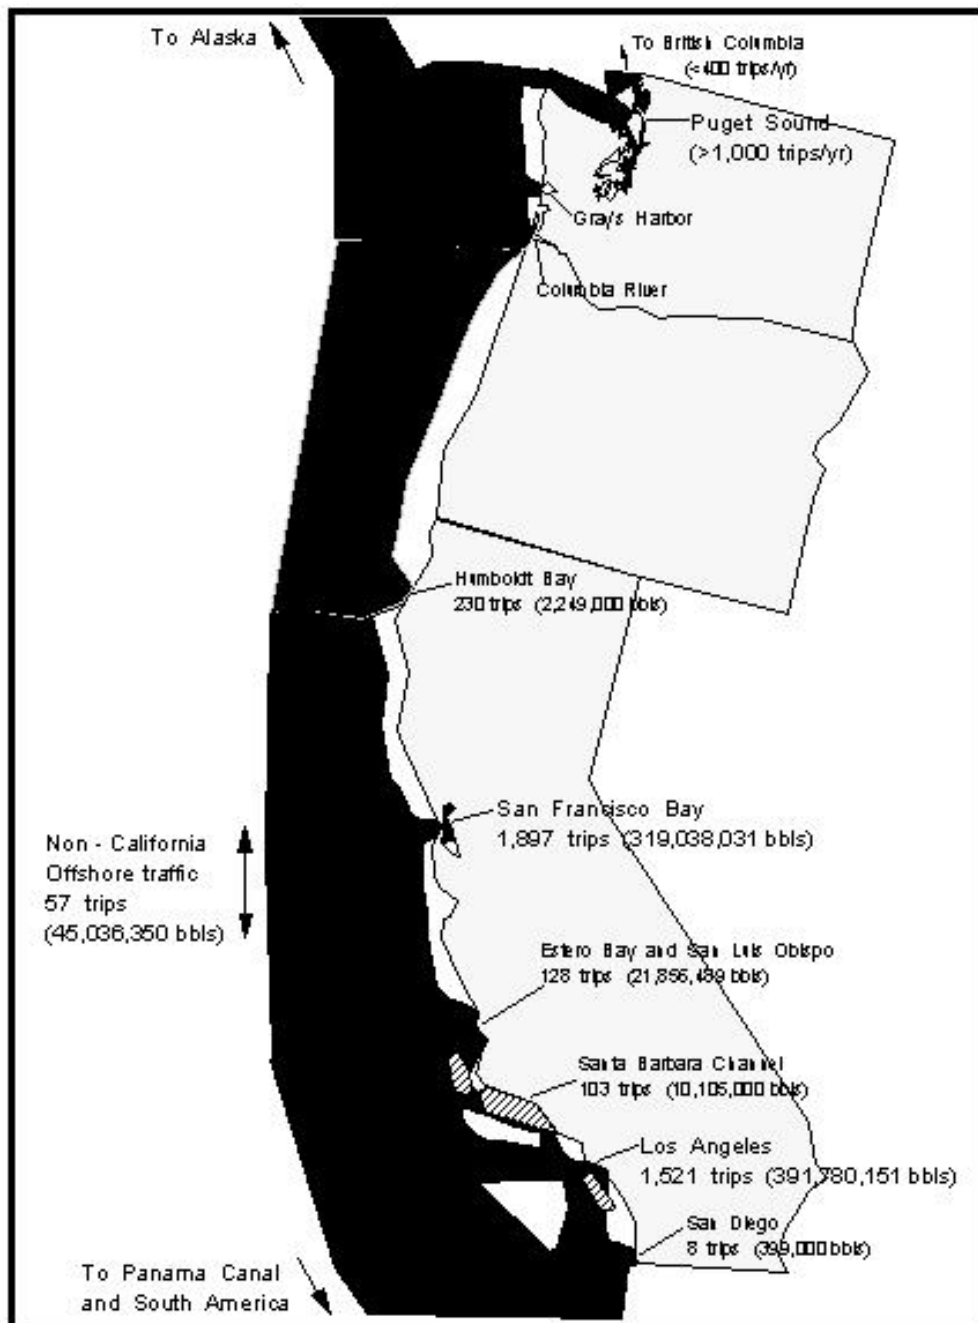 To Alaska
To British Columbia
(<400 trips/yr)
Puget Sound
(>1,000 trips/yr)
Grays Harbor
Columbia River
Humboldt Bay
230 trips (2,249,000 bbls)
San Francisco Bay
1,897 trips (319,038,031 bbls)
Non - California
Offshore traffic
57 trips
(45,036,350 bbls)
Estero Bay and San Luis Obispo
128 trips (21,856,489 bbls)
Santa Barbara Channel
103 trips (10,105,000 bbls)
Los Angeles
1,521 trips (391,780,151 bbls)
San Diego
8 trips (399,000 bbls)
To Panama Canal
and South America